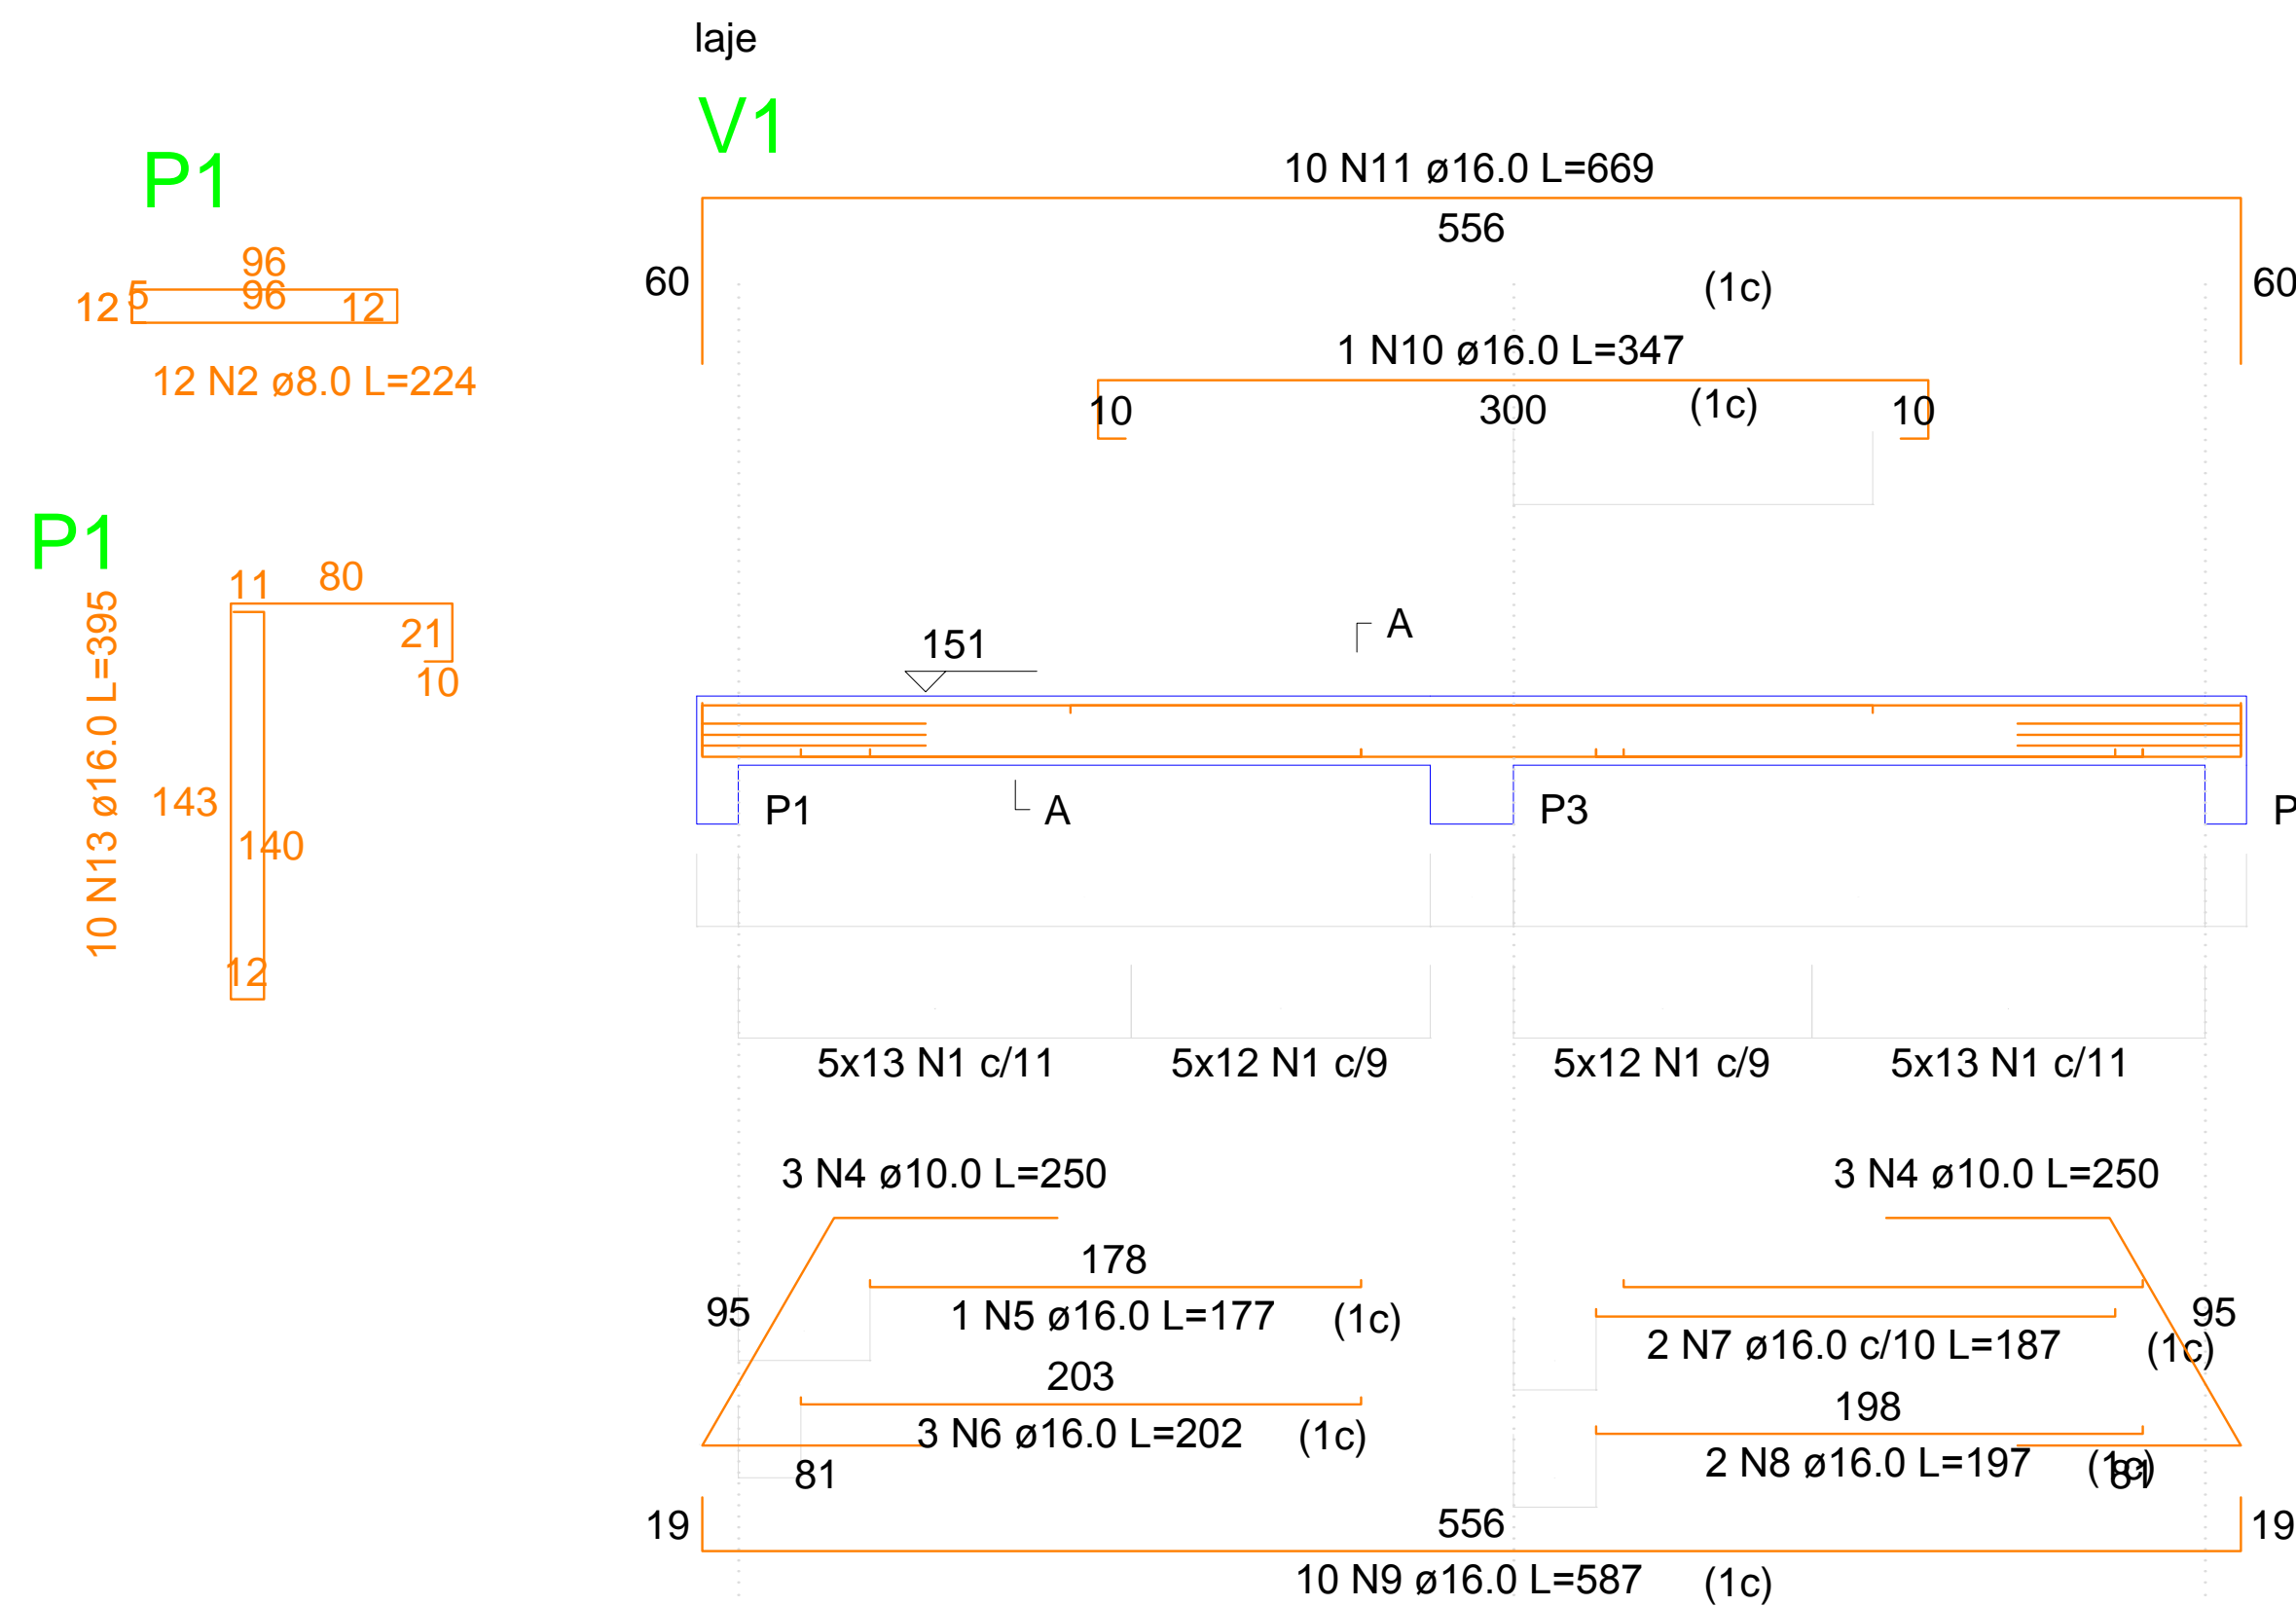 laje
V1
P1
10 N11 ø16.0 L=669
556
60
60
(1c)
96
5
96
12
12
12 N2 ø8.0 L=224
1 N10 ø16.0 L=347
10
300
(1c)
10
P1
11
80
21
10
10 N13 ø16.0 L=395
143
140
12
151
A
A
P1
P3
P
5x13 N1 c/11
5x12 N1 c/9
5x12 N1 c/9
5x13 N1 c/11
3 N4 ø10.0 L=250
3 N4 ø10.0 L=250
178
95
1 N5 ø16.0 L=177
(1c)
95
2 N7 ø16.0 c/10 L=187
(1c)
203
3 N6 ø16.0 L=202
(1c)
198
2 N8 ø16.0 L=197
(1c)
81
81
19
556
19
10 N9 ø16.0 L=587
(1c)